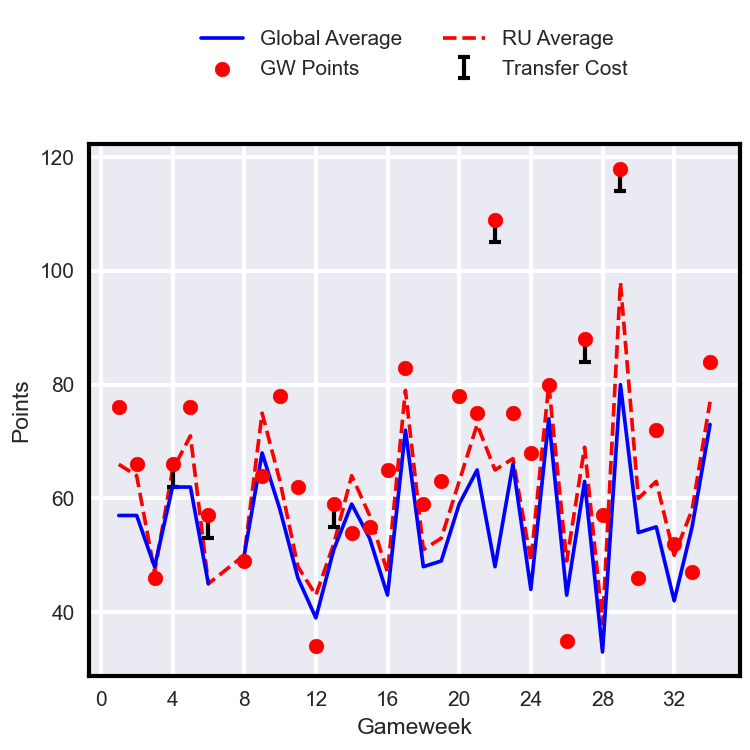 Global Average
RU Average
GW Points
Transfer Cost
120
100
80
60
40
Points
0 4 8 12 16 20 24 28 32
Gameweek